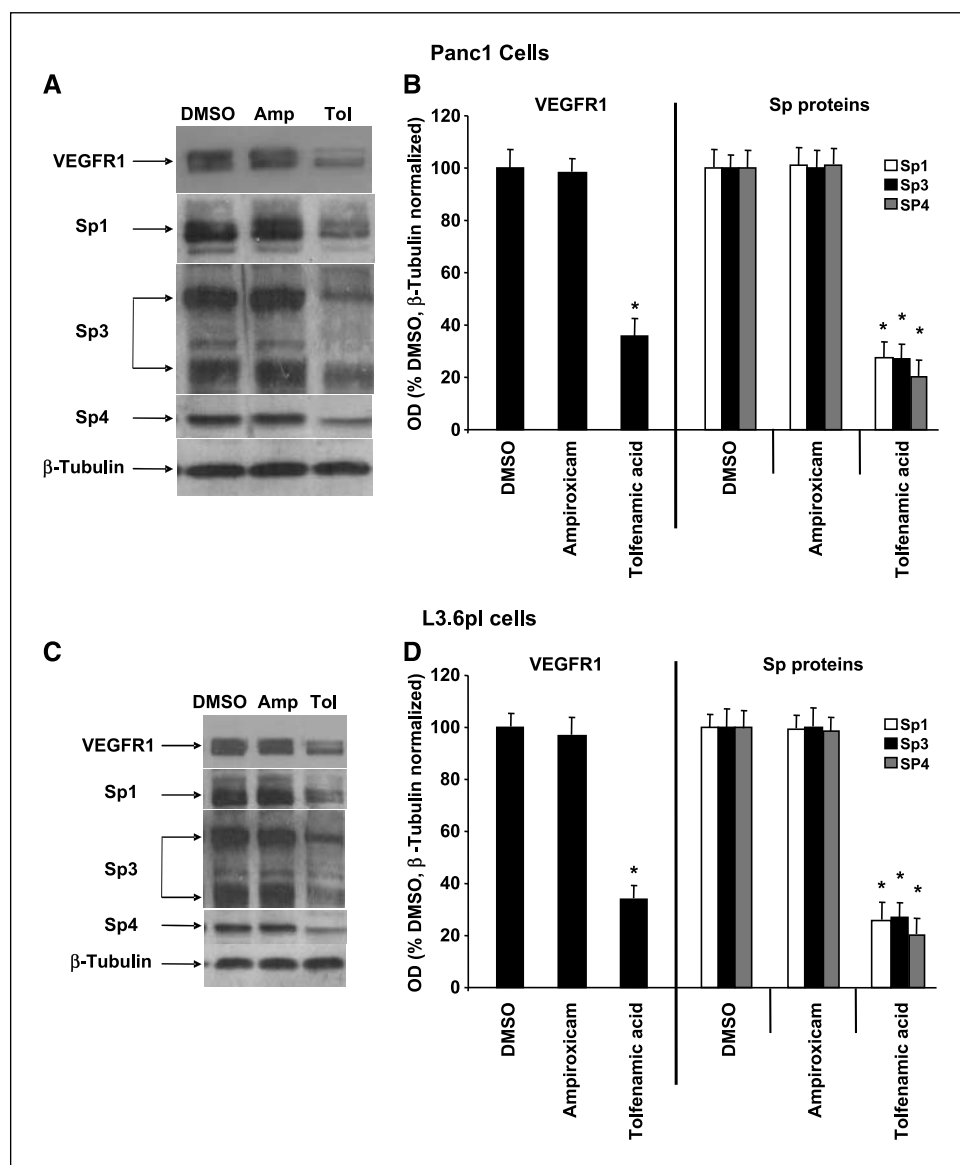 Panc1 Cells
A
DMSO Amp Tol
VEGFR1
Sp1
Sp3
Sp4
β-Tubulin
B
VEGFR1 Sp proteins
OD (% DMSO, β-Tubulin normalized)
120
100
80
60
40
20
0
*
* * *
Sp1
Sp3
SP4
DMSO
Ampiroxicam
Tolfenamic acid
DMSO
Ampiroxicam
Tolfenamic acid
L3.6pl cells
C
DMSO Amp Tol
VEGFR1
Sp1
Sp3
Sp4
β-Tubulin
D
VEGFR1 Sp proteins
OD (% DMSO, β -Tubulin normalized)
120
100
80
60
40
20
0
*
* * *
Sp1
Sp3
SP4
DMSO
Ampiroxicam
Tolfenamic acid
DMSO
Ampiroxicam
Tolfenamic acid